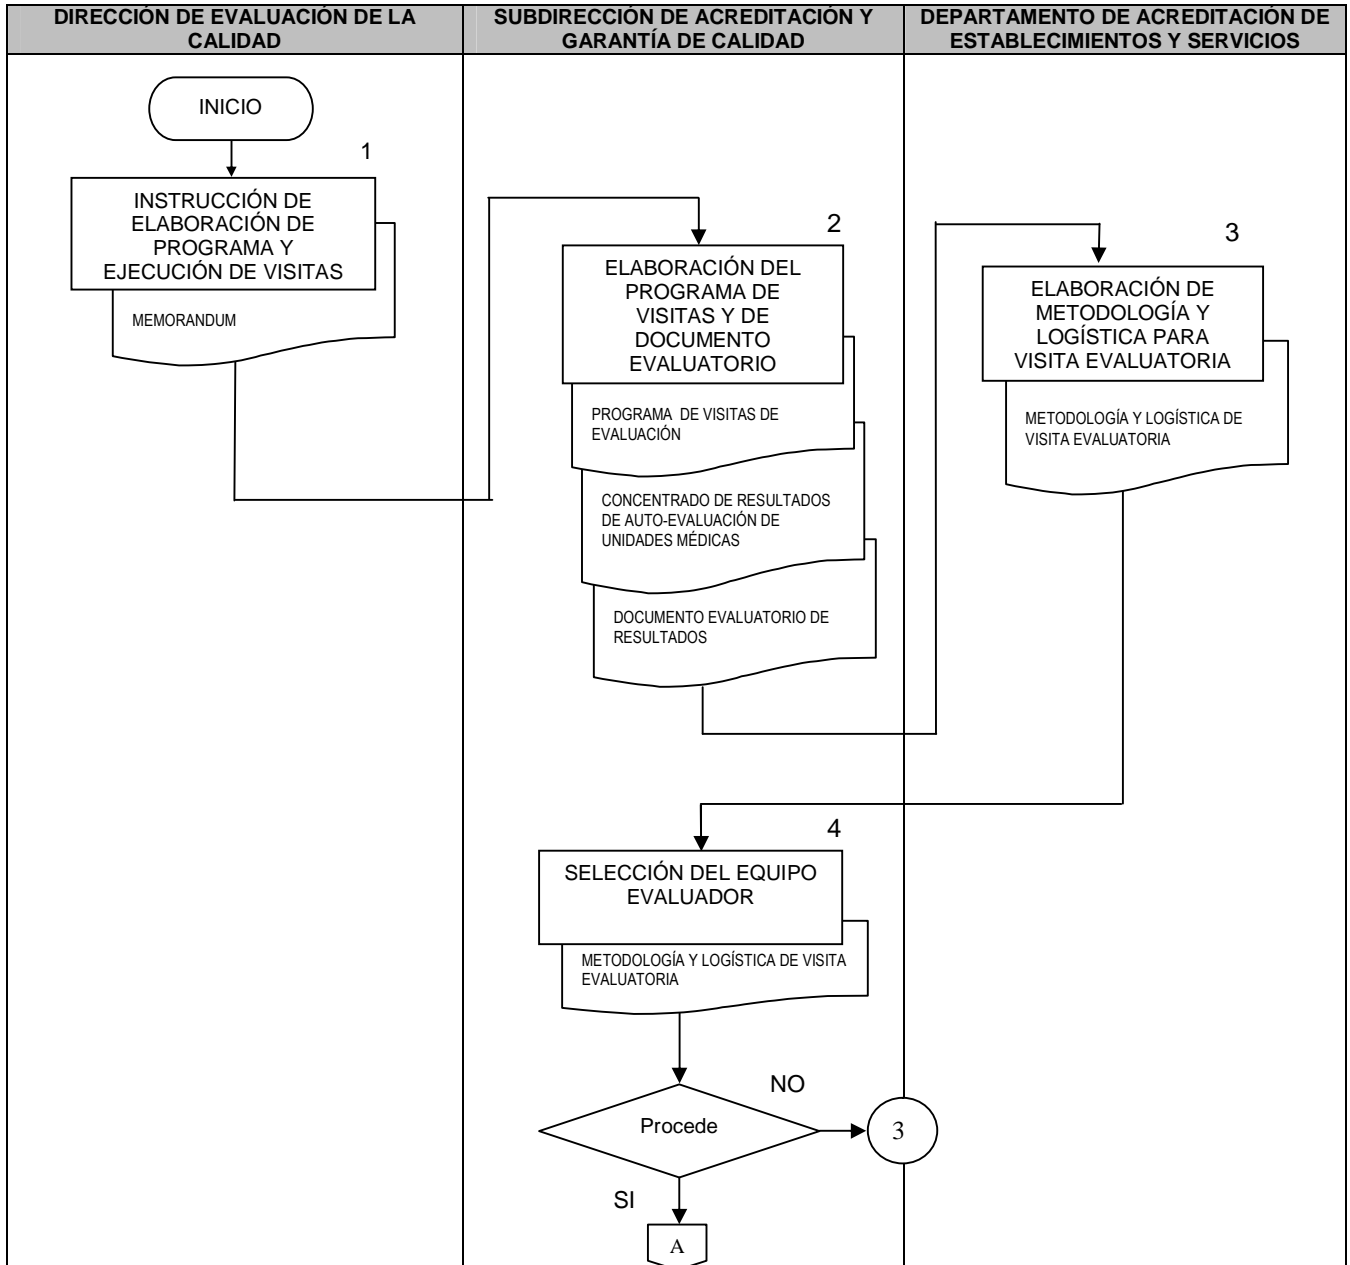 DIRECCIÓN DE EVALUACIÓN DE LA
CALIDAD
SUBDIRECCIÓN DE ACREDITACIÓN Y
GARANTÍA DE CALIDAD
DEPARTAMENTO DE ACREDITACIÓN DE
ESTABLECIMIENTOS Y SERVICIOS
INICIO
1
INSTRUCCIÓN DE
ELABORACIÓN DE
PROGRAMA Y
EJECUCIÓN DE VISITAS
MEMORANDUM
2
ELABORACIÓN DEL
PROGRAMA DE
VISITAS Y DE
DOCUMENTO
EVALUATORIO
PROGRAMA DE VISITAS DE
EVALUACIÓN
CONCENTRADO DE RESULTADOS
DE AUTO-EVALUACIÓN DE
UNIDADES MÉDICAS
DOCUMENTO EVALUATORIO DE
RESULTADOS
3
ELABORACIÓN DE
METODOLOGÍA Y
LOGÍSTICA PARA
VISITA EVALUATORIA
METODOLOGÍA Y LOGÍSTICA DE
VISITA EVALUATORIA
4
SELECCIÓN DEL EQUIPO
EVALUADOR
METODOLOGÍA Y LOGÍSTICA DE VISITA
EVALUATORIA
Procede
NO
3
SI
A